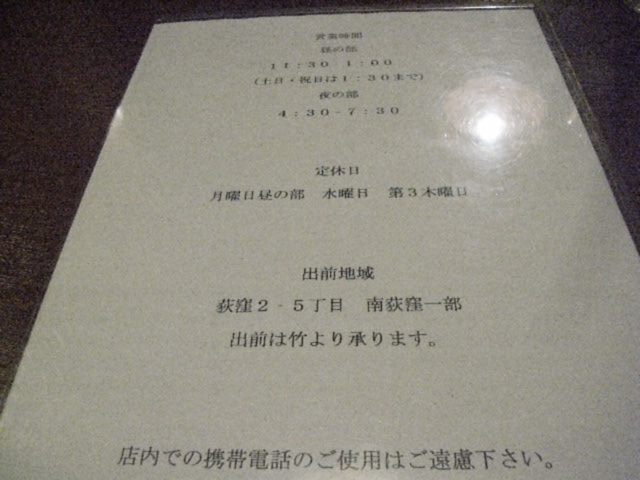 営業時間
昼の部
11:30 1:00
(土日・祝日は1:30まで)
夜の部
4:30-7:30
定休日
月曜日昼の部 水曜日 第3木曜日
出前地域
荻窪2-5丁目 南荻窪一部
出前は竹より承ります。
店内での携帯電話のご使用はご遠慮下さい。